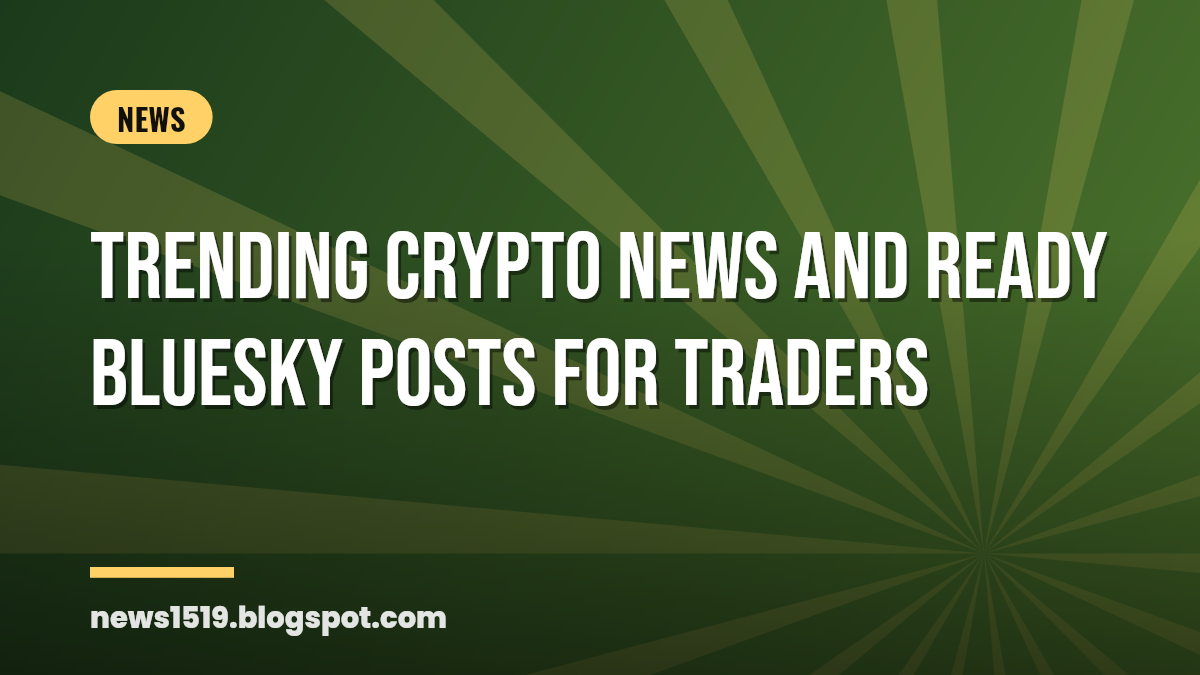 NEWS
TRENDING CRYPTO NEWS AND READY
BLUESKY POSTS FOR TRADERS
news1519.blogspot.com